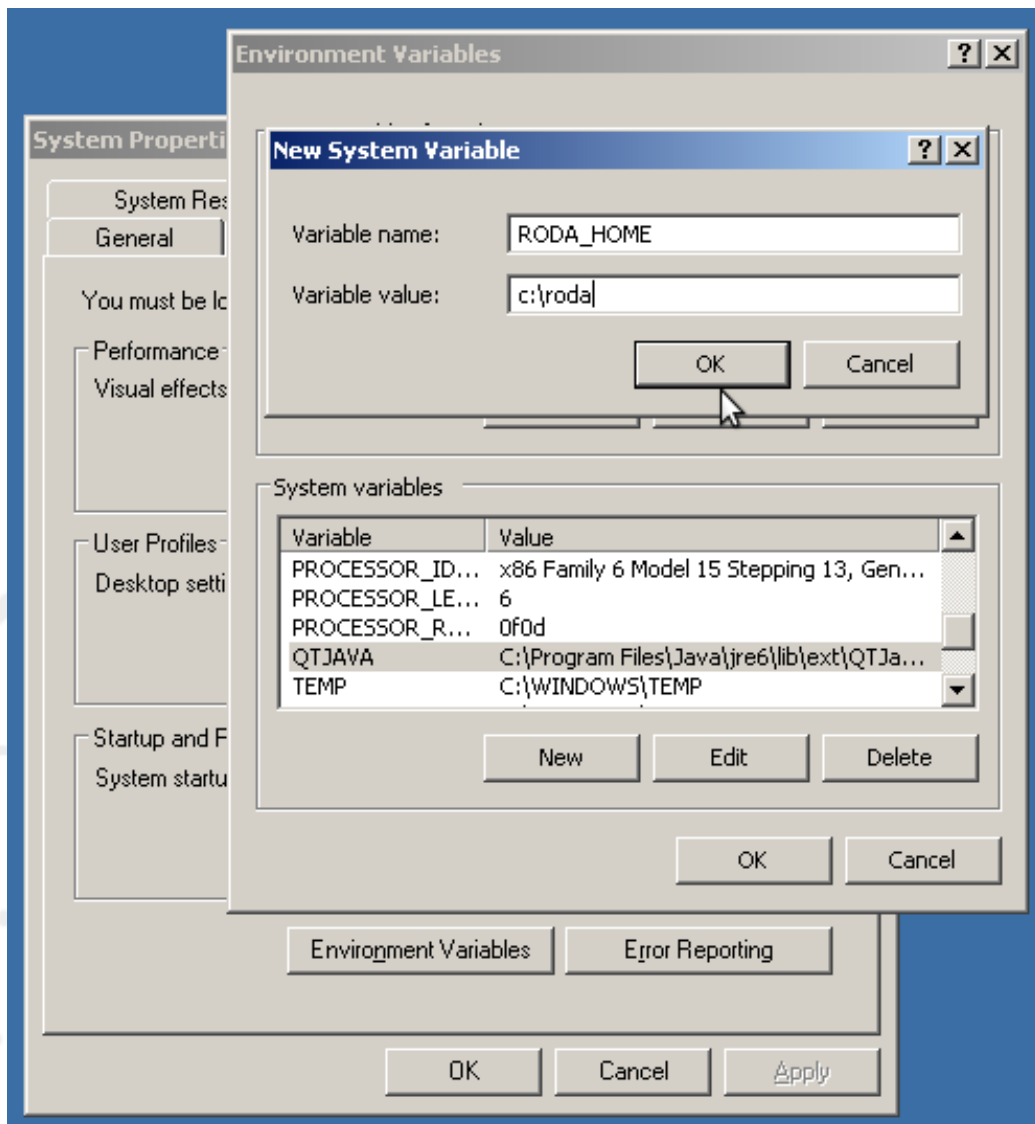 Environment Variables
System Properti
New System Variable
System Res
General
Variable name: RODA_HOME
Variable value: c:\roda
You must be lo
OK Cancel
Performance
Visual effects
System variables
Variable Value
PROCESSOR_ID... x86 Family 6 Model 15 Stepping 13, Gen...
PROCESSOR_LE... 6
PROCESSOR_R... 0f0d
QTJAVA C:\Program Files\Java\jre6\lib\ext\QTJa...
TEMP C:\WINDOWS\TEMP
User Profiles
Desktop setti
New Edit Delete
Startup and F
System startu
OK Cancel
Environment Variables Error Reporting
OK Cancel Apply